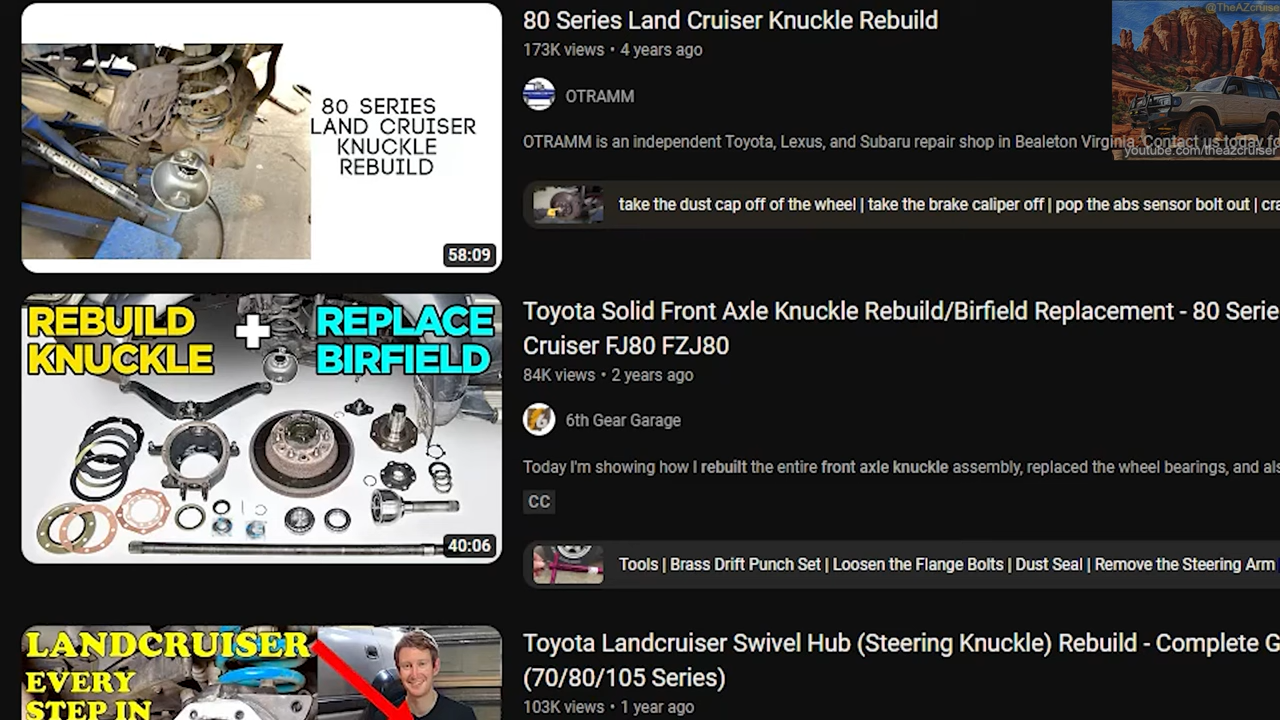 80 Series Land Cruiser Knuckle Rebuild
173K views • 4 years ago
OTRAMM
OTRAMM is an independent Toyota, Lexus, and Subaru repair shop in Bealeton Virginia. Contact us today fo
take the dust cap off of the wheel | take the brake caliper off | pop the abs sensor bolt out | cra
80 SERIES
LAND CRUISER
KNUCKLE
REBUILD
58:09
@TheAZcruise
youtube.com/theazcruiser
REBUILD
KNUCKLE
+
REPLACE
BIRFIELD
40:06
Toyota Solid Front Axle Knuckle Rebuild/Birfield Replacement - 80 Serie
Cruiser FJ80 FZJ80
84K views • 2 years ago
6th Gear Garage
Today I'm showing how I rebuilt the entire front axle knuckle assembly, replaced the wheel bearings, and als
CC
Tools | Brass Drift Punch Set | Loosen the Flange Bolts | Dust Seal | Remove the Steering Arm
LANDCRUISER
EVERY
STEP IN
Toyota Landcruiser Swivel Hub (Steering Knuckle) Rebuild - Complete G
(70/80/105 Series)
103K views • 1 year ago